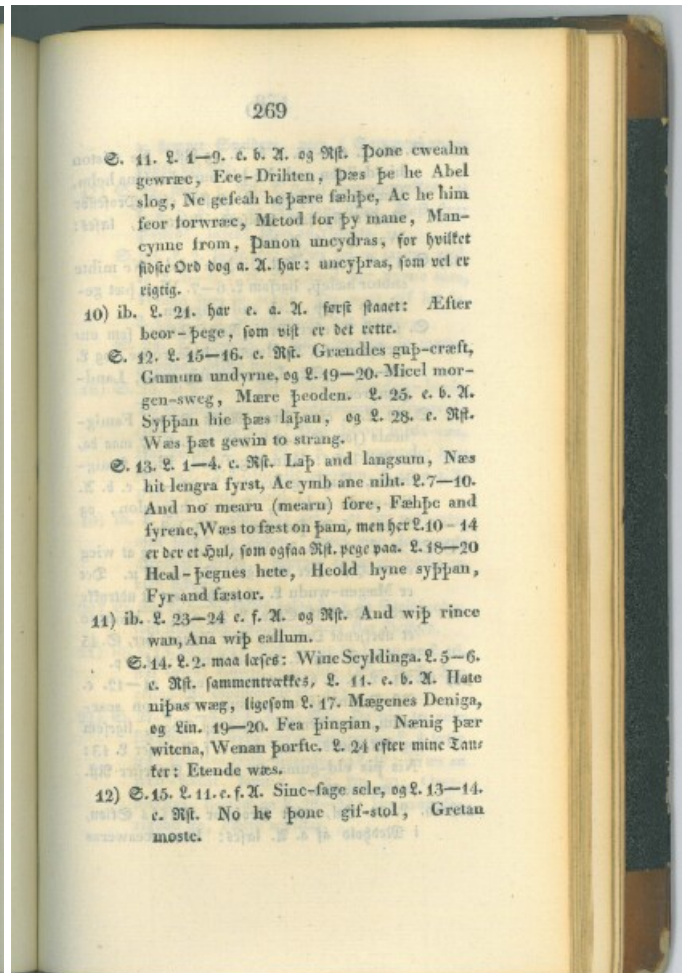 269
S. 11. L. 1—9. e. b. A. og Rst. Þone cwealm
gewræc, Ece-Drihten, Þæs þe he Abel
slog, Ne gefeah he þære fæhþe, Ac he him
feor forwræc, Metod for þy mane, Man-
cynne from, Þanon uncydras, for hvilket
sidste Ord dog a. A. har: uncyþras, som vel er
rigtig.
10) ib. L. 21. har e. a. A. først staaet: Æfter
beor-þege, som vist er det rette.
S. 12. L. 15—16. e. Rst. Grændles guþ-cræft,
Gumum undyrne, og L. 19—20. Micel mor-
gen-sweg, Mære þeoden. L. 25. e. b. A.
Syþþan hie þæs laþan, og L. 28. e. Rst.
Wæs þæt gewin to strang.
S. 13. L. 1—4. e. Rst. Laþ and langsum, Næs
hit lengra fyrst, Ac ymb ane niht. L. 7—10.
And no mearu (mearn) fore, Fæhþe and
fyrene, Wæs to fæst on þam, men her L. 10-14
er der et Hul, som ogsaa Rst. pege paa. L. 18—20
Heal-þegnes hete, Heold hyne syþþan,
Fyr and fæstor.
11) ib. L. 23—24 e. f. A. og Rst. And wiþ rince
wan, Ana wiþ eallum.
S. 14. L. 2. maa læses: Wine Scyldinga. L. 5—6.
e. Rst. sammentrækkes, L. 11. e. b. A. Hate
niþas wæg, ligesom L. 17. Mægenes Deniga,
og Lin. 19—20. Fea þingian, Nænig þær
witena, Wenan þorfte. L. 24 efter mine Tan-
ker: Etende wæs.
12) S. 15. L. 11. e. f. A. Sinc-fage sele, og L. 13—14.
e. Rst. No he þone gif-stol, Gretan
moste.